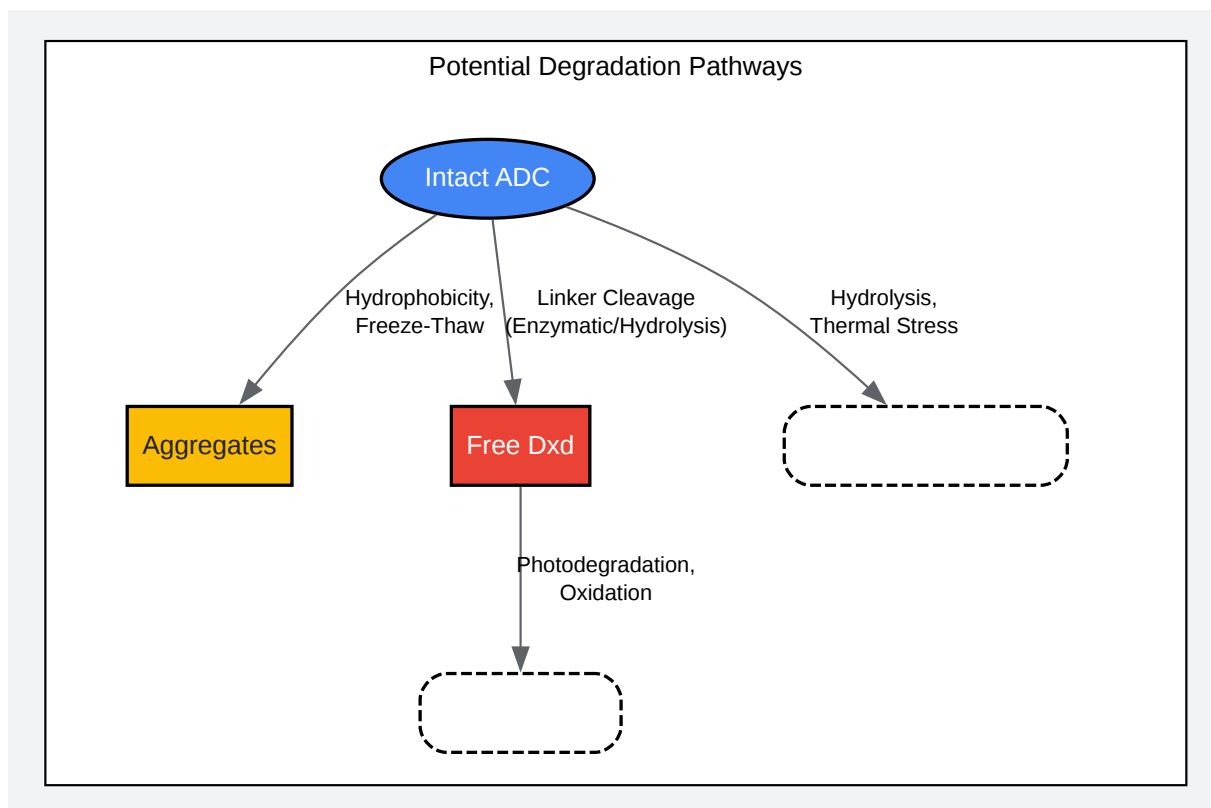 Potential Degradation Pathways
Intact ADC
Hydrophobicity,
Freeze-Thaw
Linker Cleavage
(Enzymatic/Hydrolysis)
Hydrolysis,
Thermal Stress
Aggregates
Free Dxd
Photodegradation,
Oxidation